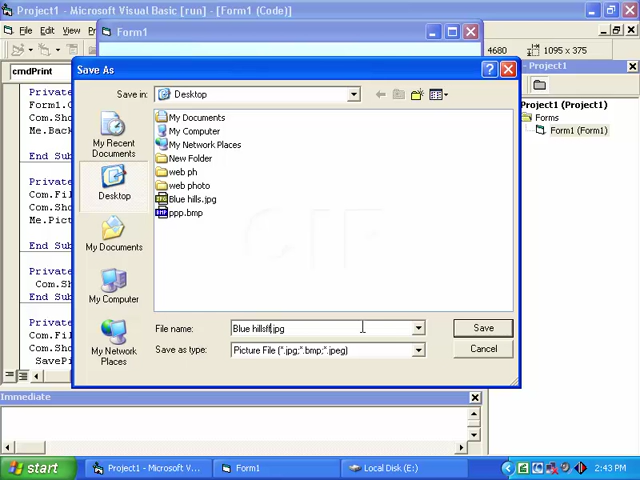 Project1 - Microsoft Visual Basic [run] - [Form1 (Code)]
File
Form1
4680
1095 x 375
cmdPrint
Save As
Project1
Save in:
Desktop
Project1 (Project1)
Forms
Form1 (Form1)
Private
Form1.C
Com.Sho
Me.Back
End Sub
Private
Com.Fil
Com.Sho
Me.Pict
End Sub
Private
Com.Sh
End Sub
Private
Com.Fil
Com.Sho
SavePi
My Recent
Documents
Desktop
My Documents
My Computer
My Network
Places
My Documents
My Computer
My Network Places
New Folder
web ph
web photo
Blue hills.jpg
ppp.bmp
File name:
Blue hillsff.jpg
Save
Save as type:
Picture File (*.jpg;*.bmp;*.jpeg)
Cancel
Immediate
start
Project1 - Microsoft V...
Form1
Local Disk (E:)
2:43 PM